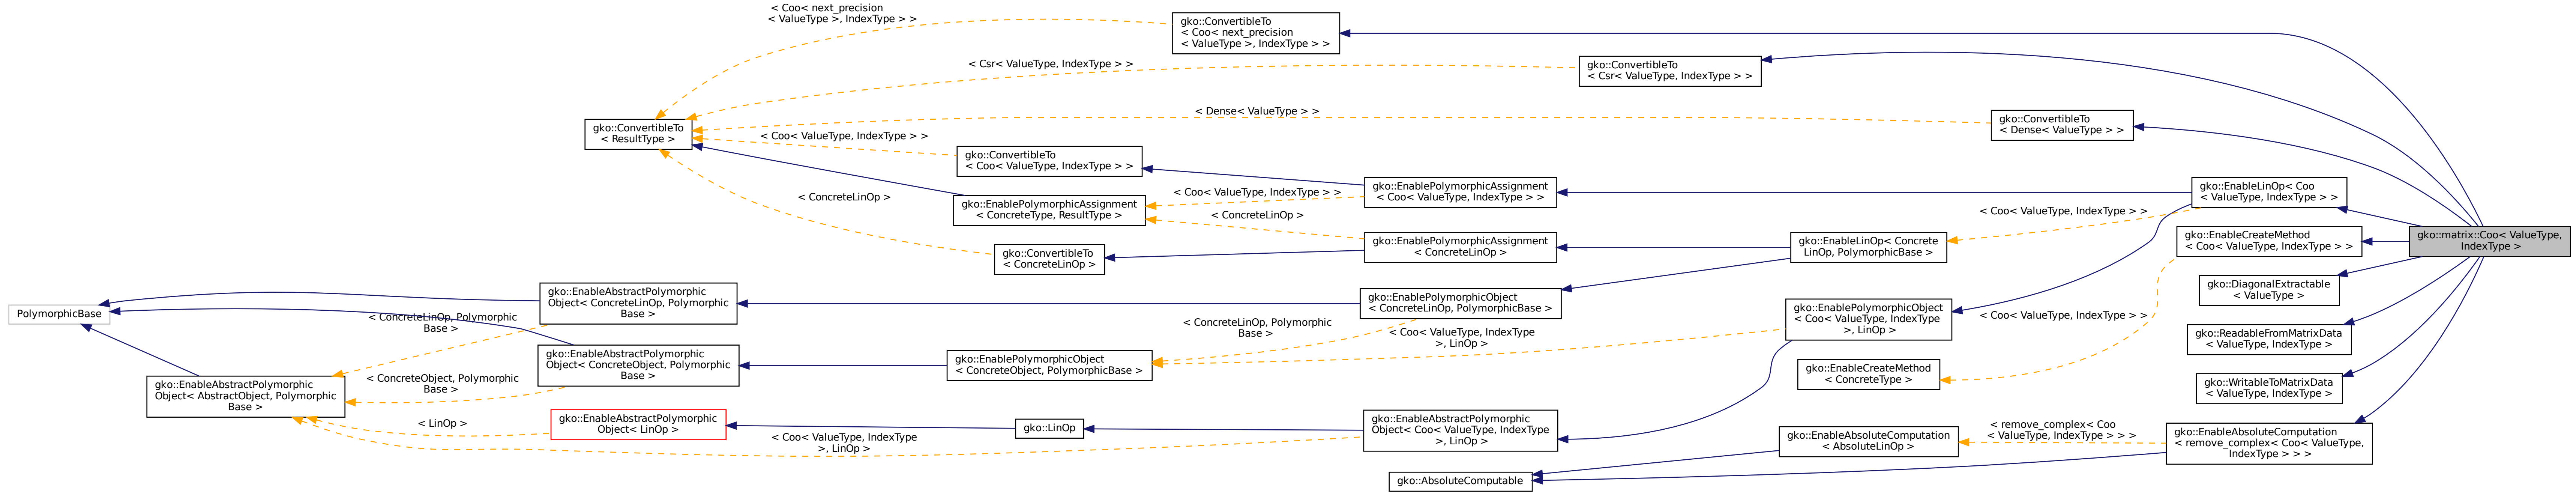 < Coo< next_precision
< ValueType >, IndexType > >
gko::ConvertibleTo
< Coo< next_precision
< ValueType >, IndexType > >
< Csr< ValueType, IndexType > >
gko::ConvertibleTo
< Csr< ValueType, IndexType > >
gko::ConvertibleTo
< ResultType >
< Dense< ValueType > >
gko::ConvertibleTo
< Dense< ValueType > >
< Coo< ValueType, IndexType > >
gko::ConvertibleTo
< Coo< ValueType, IndexType > >
< ConcreteLinOp >
gko::EnablePolymorphicAssignment
< ConcreteType, ResultType >
< Coo< ValueType, IndexType > >
< ConcreteLinOp >
gko::EnablePolymorphicAssignment
< Coo< ValueType, IndexType > >
gko::EnableLinOp< Coo
< ValueType, IndexType > >
gko::ConvertibleTo
< ConcreteLinOp >
gko::EnablePolymorphicAssignment
< ConcreteLinOp >
gko::EnableLinOp< Concrete
LinOp, PolymorphicBase >
< Coo< ValueType, IndexType > >
gko::EnableCreateMethod
< Coo< ValueType, IndexType > >
gko::matrix::Coo< ValueType,
IndexType >
PolymorphicBase
gko::EnableAbstractPolymorphic
Object< ConcreteLinOp, Polymorphic
Base >
gko::EnablePolymorphicObject
< ConcreteLinOp, PolymorphicBase >
gko::EnablePolymorphicObject
< Coo< ValueType, IndexType
>, LinOp >
< Coo< ValueType, IndexType > >
gko::DiagonalExtractable
< ValueType >
< ConcreteLinOp, Polymorphic
Base >
< ConcreteLinOp, Polymorphic
Base >
< Coo< ValueType, IndexType
>, LinOp >
gko::ReadableFromMatrixData
< ValueType, IndexType >
gko::EnableAbstractPolymorphic
Object< ConcreteObject, Polymorphic
Base >
gko::EnablePolymorphicObject
< ConcreteObject, PolymorphicBase >
gko::EnableCreateMethod
< ConcreteType >
gko::WritableToMatrixData
< ValueType, IndexType >
gko::EnableAbstractPolymorphic
Object< AbstractObject, Polymorphic
Base >
< ConcreteObject, Polymorphic
Base >
< LinOp >
gko::EnableAbstractPolymorphic
Object< LinOp >
gko::LinOp
gko::EnableAbstractPolymorphic
Object< Coo< ValueType, IndexType
>, LinOp >
< Coo< ValueType, IndexType
>, LinOp >
gko::EnableAbsoluteComputation
< AbsoluteLinOp >
< remove_complex< Coo
< ValueType, IndexType > > >
gko::EnableAbsoluteComputation
< remove_complex< Coo< ValueType,
IndexType > > >
gko::AbsoluteComputable